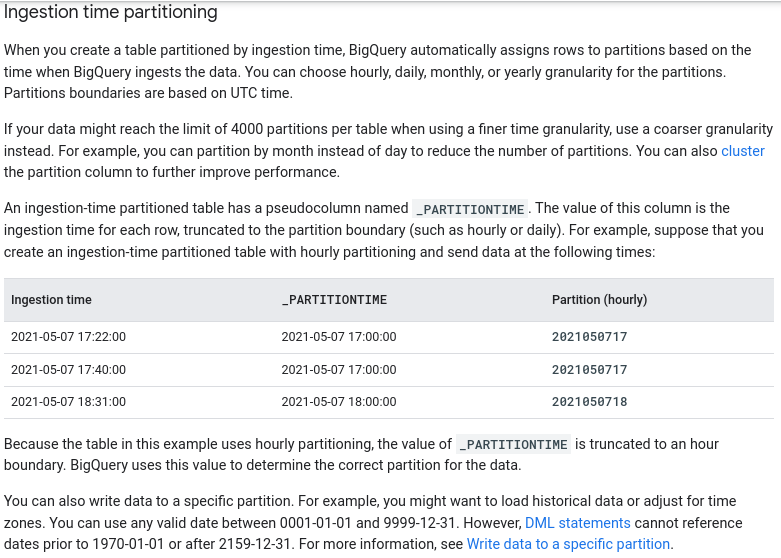 Ingestion time partitioning
When you create a table partitioned by ingestion time, BigQuery automatically assigns rows to partitions based on the
time when BigQuery ingests the data. You can choose hourly, daily, monthly, or yearly granularity for the partitions.
Partitions boundaries are based on UTC time.
If your data might reach the limit of 4000 partitions per table when using a finer time granularity, use a coarser granularity
instead. For example, you can partition by month instead of day to reduce the number of partitions. You can also cluster
the partition column to further improve performance.
An ingestion-time partitioned table has a pseudocolumn named _PARTITIONTIME. The value of this column is the
ingestion time for each row, truncated to the partition boundary (such as hourly or daily). For example, suppose that you
create an ingestion-time partitioned table with hourly partitioning and send data at the following times:
Ingestion time _PARTITIONTIME Partition (hourly)
2021-05-07 17:22:00 2021-05-07 17:00:00 2021050717
2021-05-07 17:40:00 2021-05-07 17:00:00 2021050717
2021-05-07 18:31:00 2021-05-07 18:00:00 2021050718
Because the table in this example uses hourly partitioning, the value of _PARTITIONTIME is truncated to an hour
boundary. BigQuery uses this value to determine the correct partition for the data.
You can also write data to a specific partition. For example, you might want to load historical data or adjust for time
zones. You can use any valid date between 0001-01-01 and 9999-12-31. However, DML statements cannot reference
dates prior to 1970-01-01 or after 2159-12-31. For more information, see Write data to a specific partition.